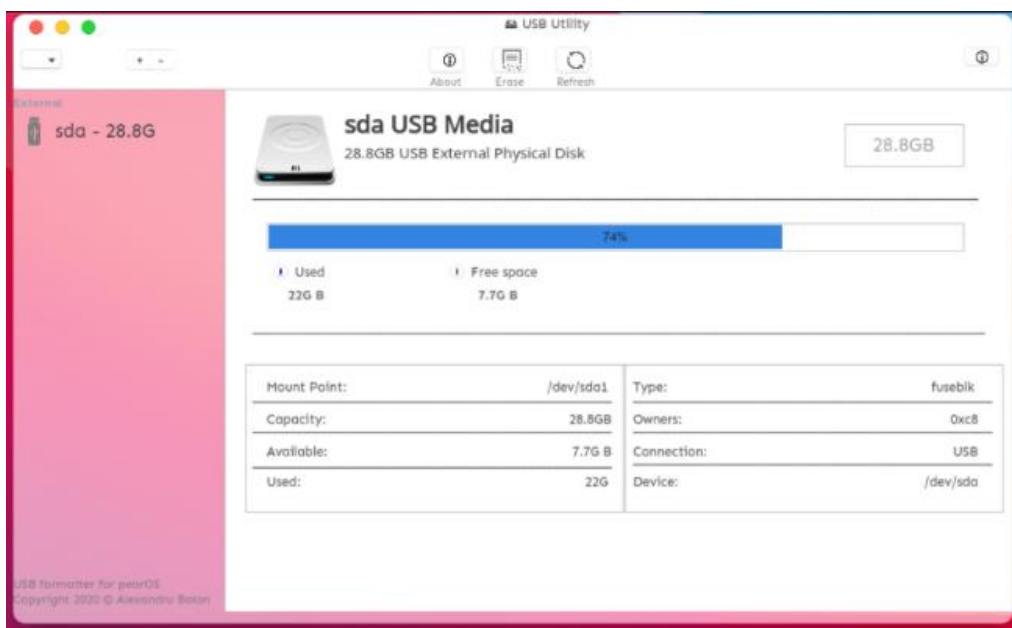 USB Utility
+ -
About Erase Refresh
External
sda - 28.8G
sda USB Media
28.8GB USB External Physical Disk
28.8GB
74%
Used
22G B
Free space
7.7G B
Mount Point: /dev/sda1
Capacity: 28.8GB
Available: 7.7G B
Used: 22G
Type: fuseblk
Owners: 0xc8
Connection: USB
Device: /dev/sda
USB formatter for pearOS
Copyright 2020 © Alexandru Balan